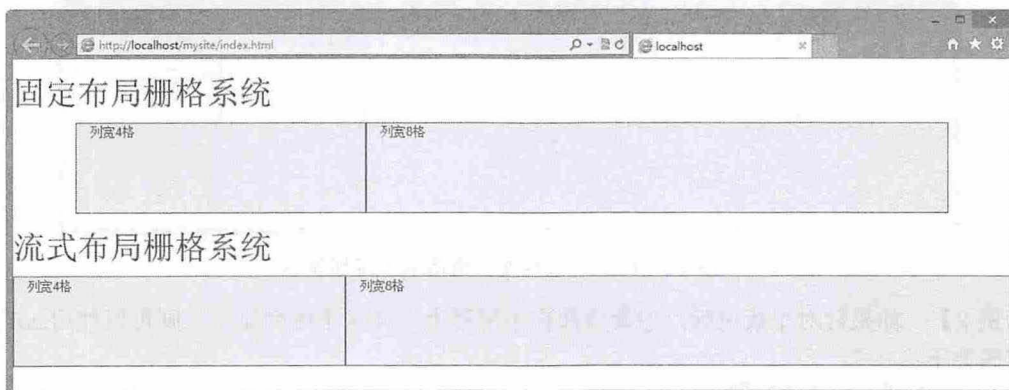 http://localhost/mysite/index.html
localhost
固定布局栅格系统
列宽4格 列宽8格
流式布局栅格系统
列宽4格 列宽8格